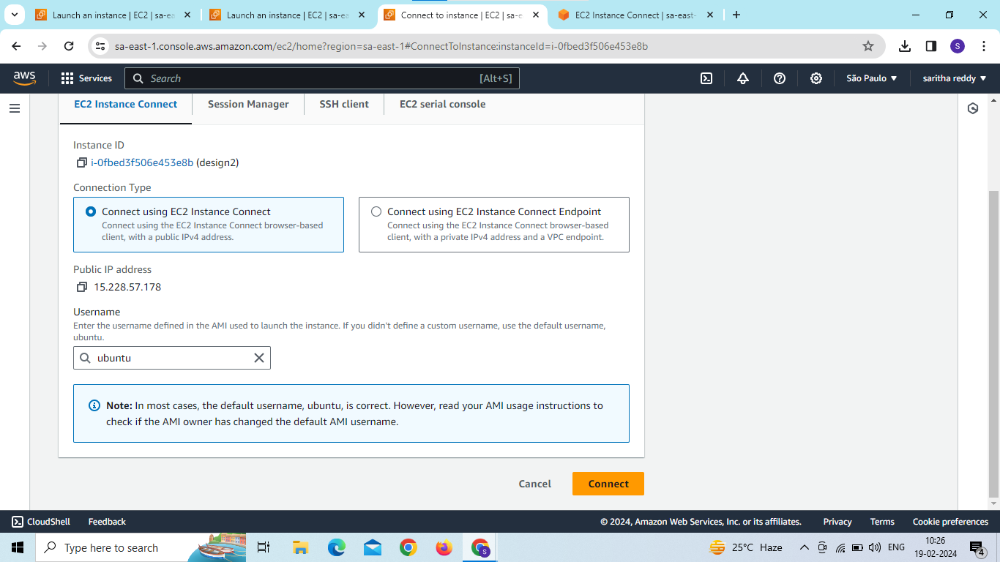 Launch an instance | EC2 | sa-ea
Launch an instance | EC2 | sa-ea
Connect to instance | EC2 | sa-e
EC2 Instance Connect | sa-east-
sa-east-1.console.aws.amazon.com/ec2/home?region=sa-east-1#ConnectToInstance:instanceId=i-0fbed3f506e453e8b
S
aws
Services
Search
[Alt+S]
São Paulo
saritha reddy
EC2 Instance Connect
Session Manager
SSH client
EC2 serial console
Instance ID
i-0fbed3f506e453e8b (design2)
Connection Type
Connect using EC2 Instance Connect
Connect using the EC2 Instance Connect browser-based
client, with a public IPv4 address.
Connect using EC2 Instance Connect Endpoint
Connect using the EC2 Instance Connect browser-based
client, with a private IPv4 address and a VPC endpoint.
Public IP address
15.228.57.178
Username
Enter the username defined in the AMI used to launch the instance. If you didn't define a custom username, use the default username,
ubuntu.
ubuntu
Note: In most cases, the default username, ubuntu, is correct. However, read your AMI usage instructions to
check if the AMI owner has changed the default AMI username.
Cancel
Connect
CloudShell
Feedback
© 2024, Amazon Web Services, Inc. or its affiliates.
Privacy
Terms
Cookie preferences
Type here to search
S
25°C Haze
ENG
10:26
19-02-2024
4